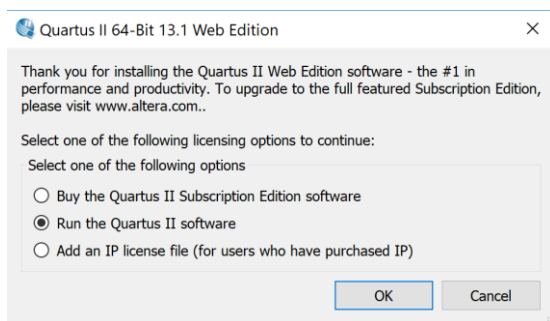 Quartus II 64-Bit 13.1 Web Edition
Thank you for installing the Quartus II Web Edition software - the #1 in
performance and productivity. To upgrade to the full featured Subscription Edition,
please visit www.altera.com..
Select one of the following licensing options to continue:
Select one of the following options
Buy the Quartus II Subscription Edition software
Run the Quartus II software
Add an IP license file (for users who have purchased IP)
OK Cancel